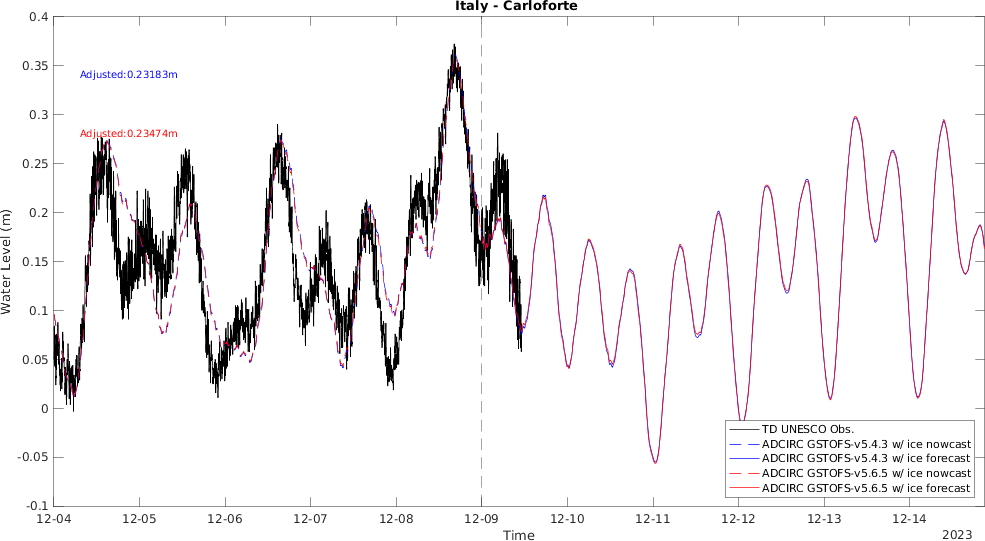 Italy - Carloforte
0.4
0.35
0.3
0.25
0.2
0.15
0.1
0.05
0
-0.05
-0.1
Water Level (m)
Adjusted:0.23183m
Adjusted:0.23474m
TD UNESCO Obs.
ADCIRC GSTOFS-v5.4.3 w/ ice nowcast
ADCIRC GSTOFS-v5.4.3 w/ ice forecast
ADCIRC GSTOFS-v5.6.5 w/ ice nowcast
ADCIRC GSTOFS-v5.6.5 w/ ice forecast
12-04 12-05 12-06 12-07 12-08 12-09 12-10 12-11 12-12 12-13 12-14
Time
2023